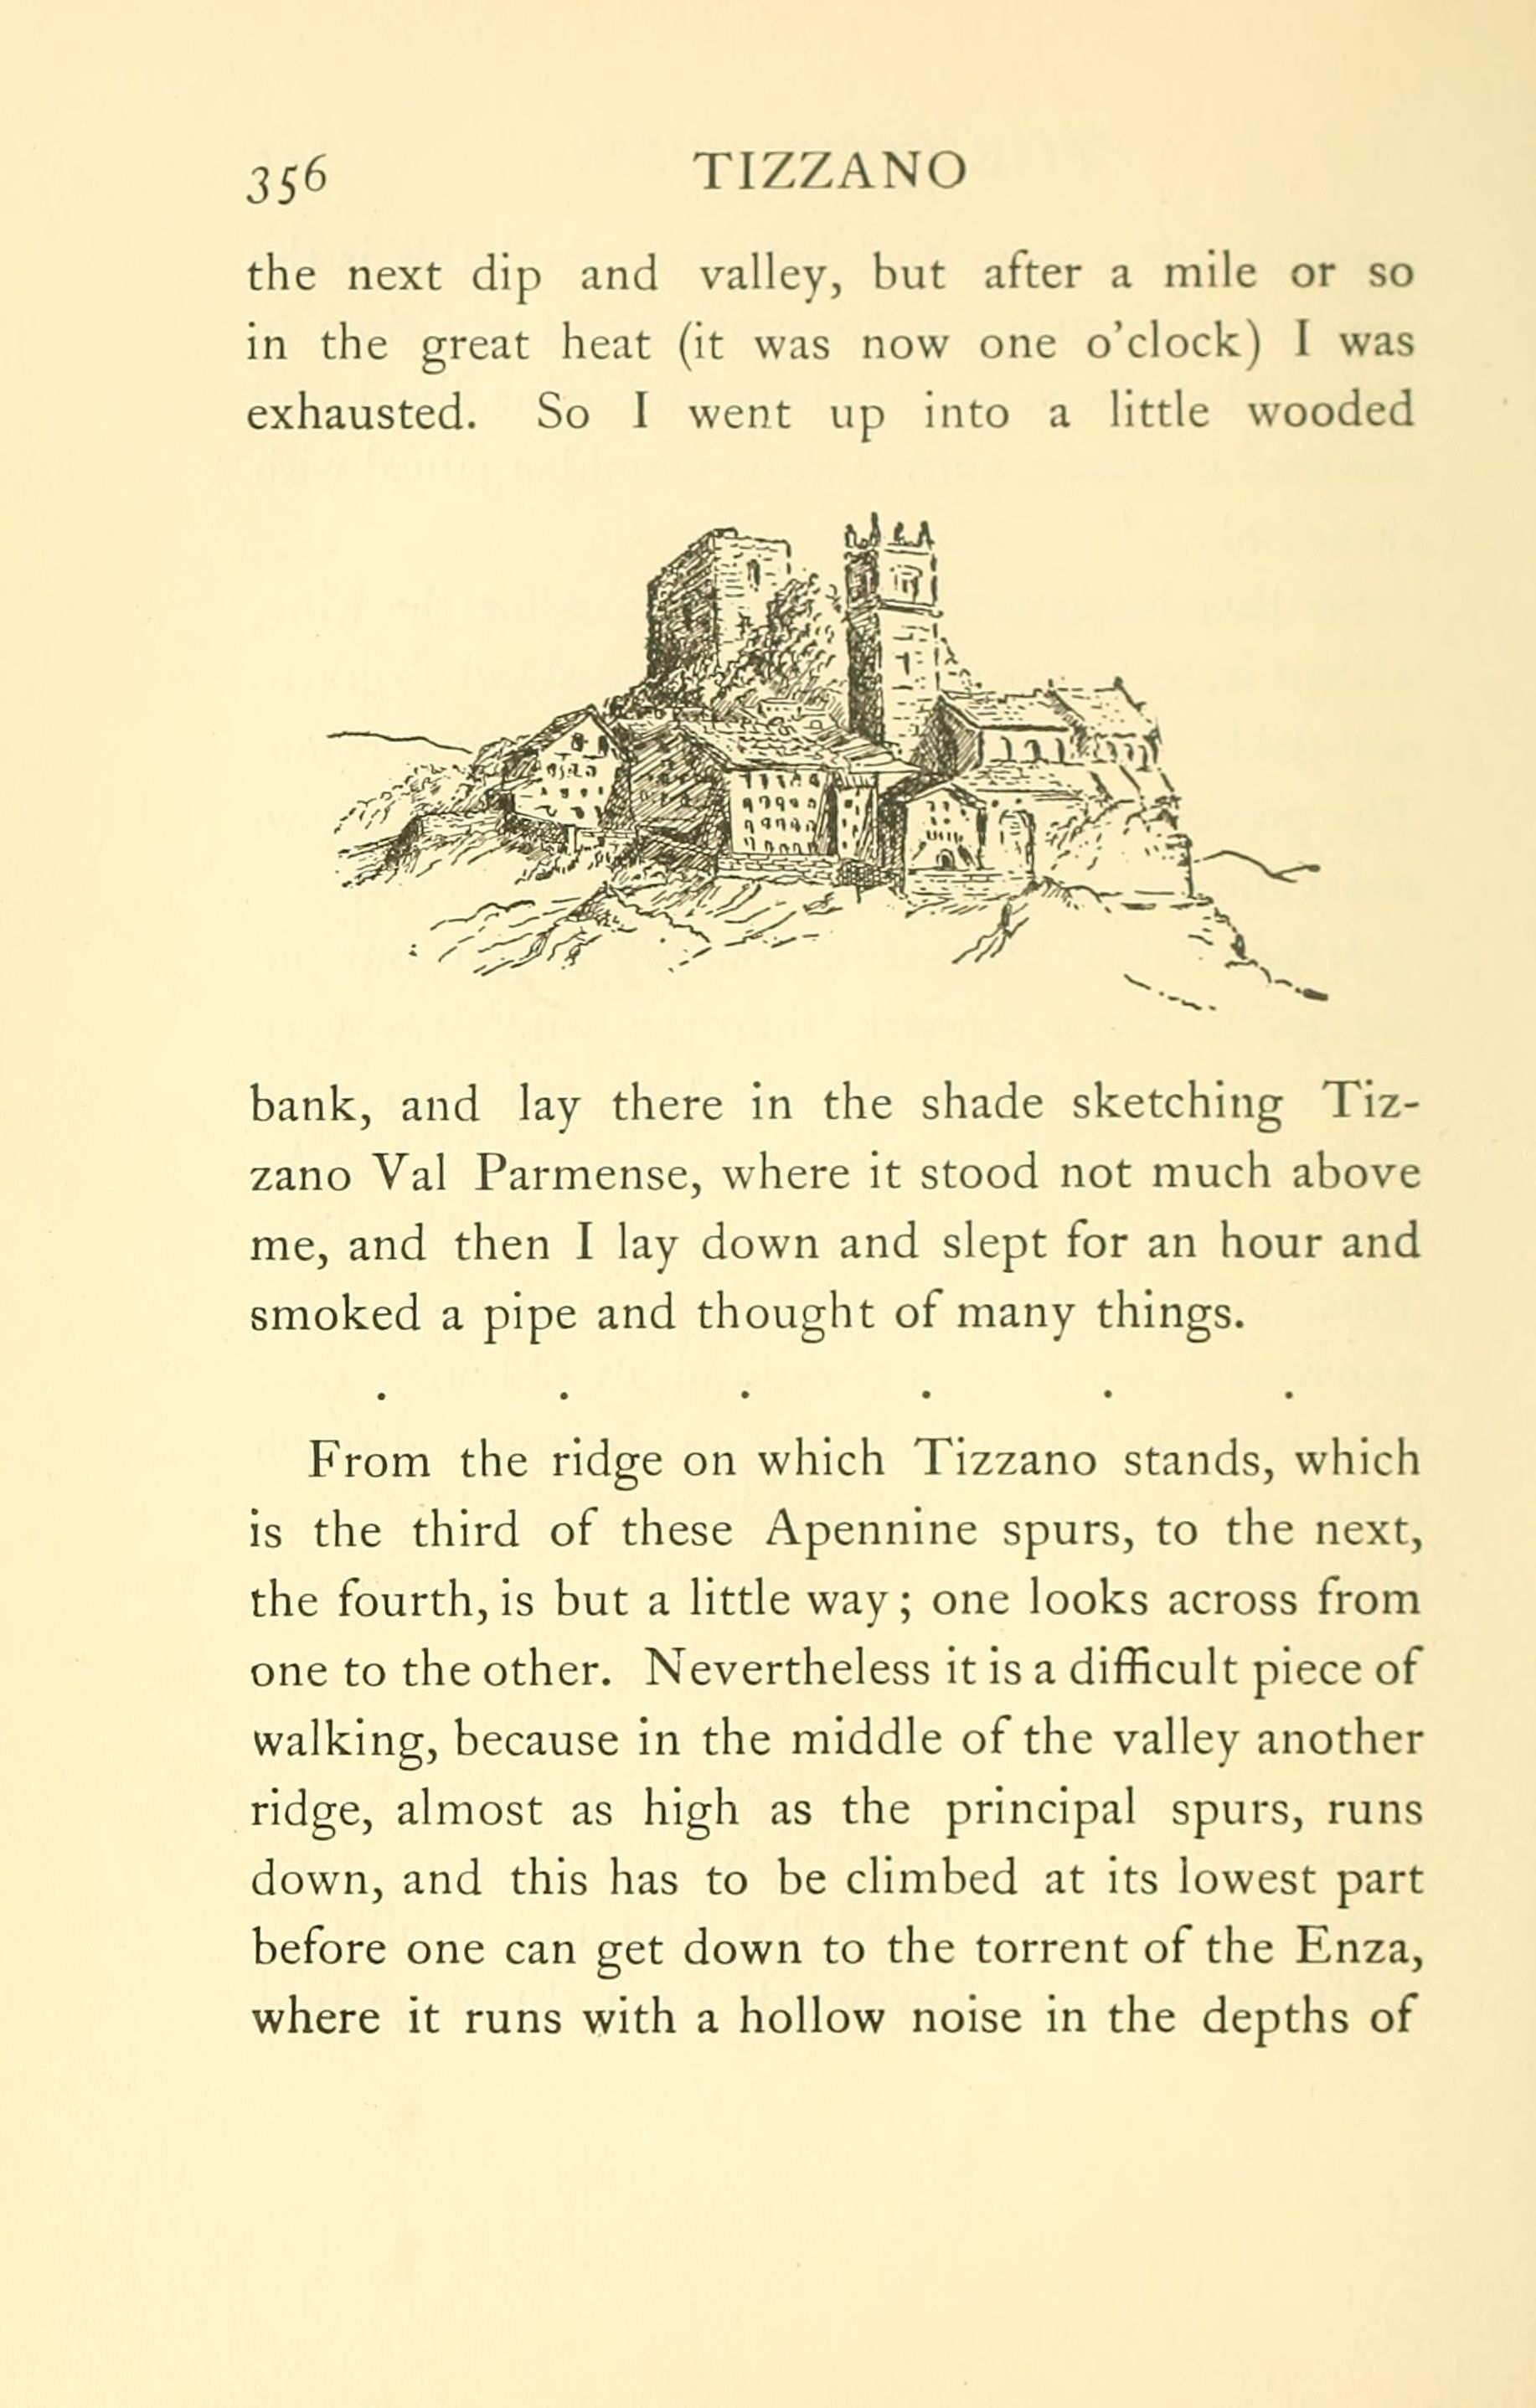 356 TIZZANO
the next dip and valley, but after a mile or so
in the great heat (it was now one o'clock) I was
exhausted. So I went up into a little wooded
bank, and lay there in the shade sketching Tiz-
zano Val Parmense, where it stood not much above
me, and then I lay down and slept for an hour and
smoked a pipe and thought of many things.
. . . . . .
From the ridge on which Tizzano stands, which
is the third of these Apennine spurs, to the next,
the fourth, is but a little way; one looks across from
one to the other. Nevertheless it is a difficult piece of
walking, because in the middle of the valley another
ridge, almost as high as the principal spurs, runs
down, and this has to be climbed at its lowest part
before one can get down to the torrent of the Enza,
where it runs with a hollow noise in the depths of